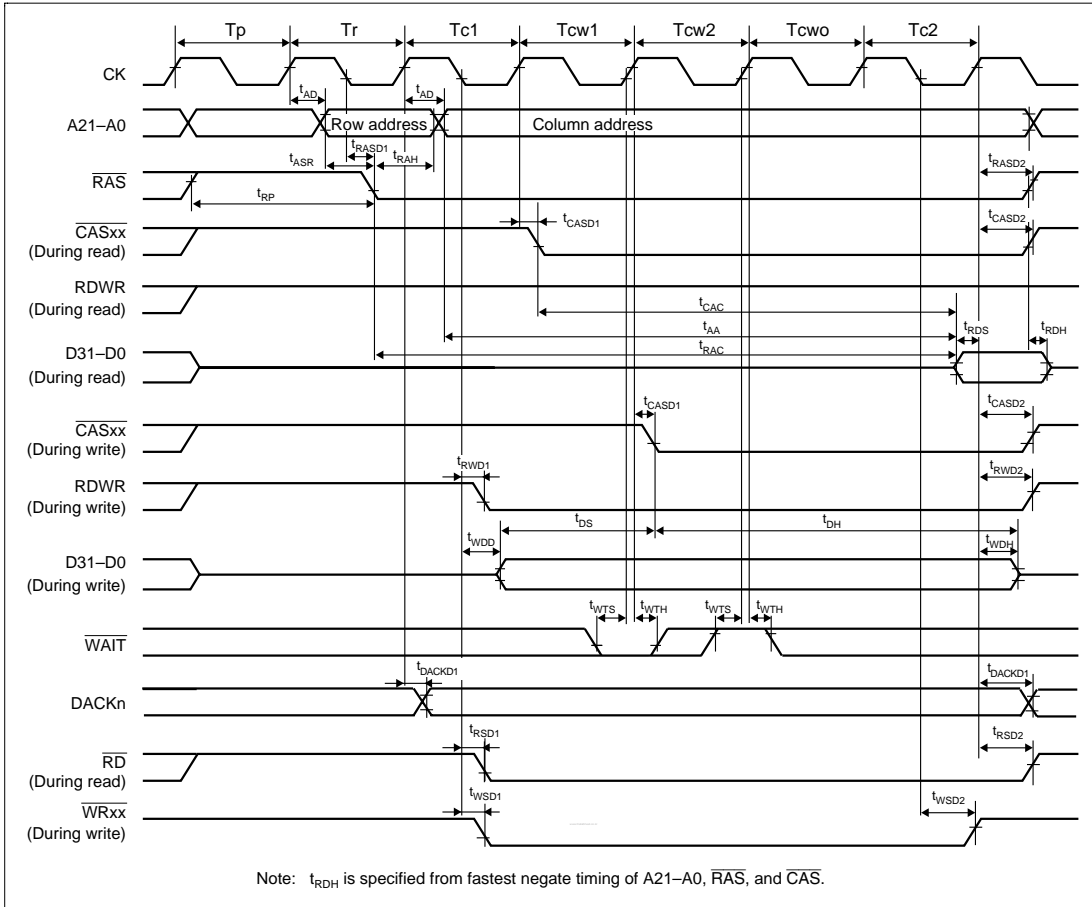 Tp Tr Tc1 Tcw1 Tcw2 Tcwo Tc2
CK
tAD tAD
A21–A0 Row address Column address
tRASD1
tASR tRAH tRASD2
RAS
tRP
tCASD1 tCASD2
CASxx
(During read)
RDWR
(During read)
tCAC
tAA tRDS tRDH
D31–D0 tRAC
(During read)
tCASD1 tCASD2
CASxx
(During write)
tRWD1 tRWD2
RDWR
(During write)
tDS tDH
tWDD tWDH
D31–D0
(During write)
tWTS tWTH tWTS tWTH
WAIT
tDACKD1 tDACKD1
DACKn
tRSD1 tRSD2
RD
(During read)
tWSD1 tWSD2
WRxx
(During write)
Note: tRDH is specified from fastest negate timing of A21–A0, RAS, and CAS.